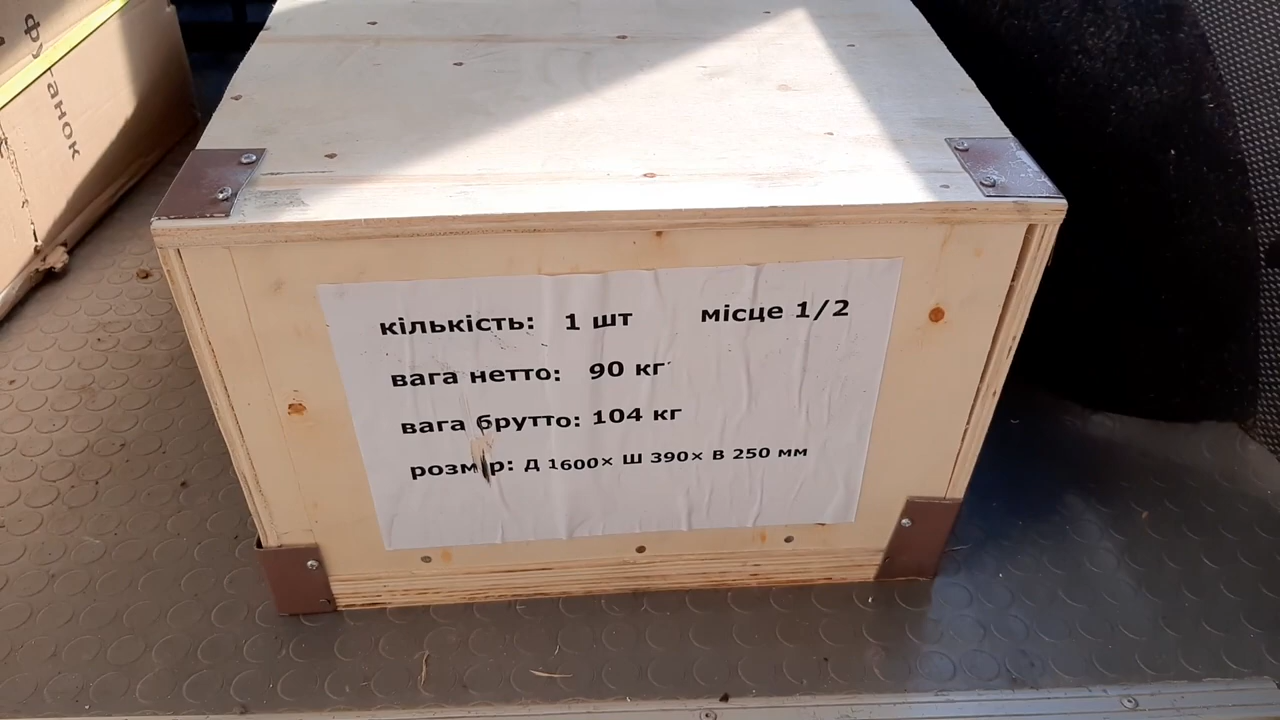 анок
кількість: 1 шт місце 1/2
вага нетто: 90 кг
вага брутто: 104 кг
розмір: Д 1600× Ш 390× В 250 мм